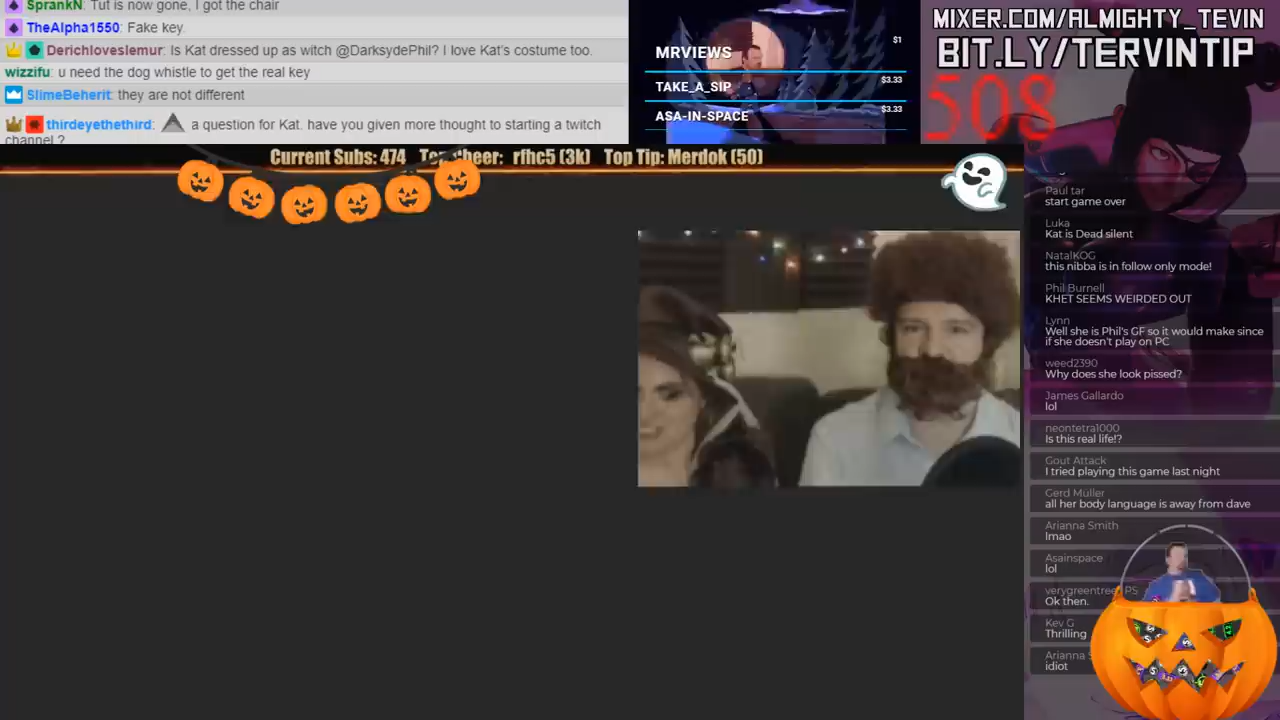 SprankN: Tut is now gone, I got the chair
TheAlpha1550: Fake key.
Derichloveslemur: Is Kat dressed up as witch @DarksydePhil? I love Kat's costume too.
wizzifu: u need the dog whistle to get the real key
SlimeBeherit: they are not different
thirdeyethethird: a question for Kat. have you given more thought to starting a twitch
channel ?
MRVIEWS $1
TAKE_A_SIP $3.33
ASA-IN-SPACE $3.33
MIXER.COM/ALMIGHTY_TEVIN
BIT.LY/TERVINTIP
508
Current Subs: 474 Top Cheer: rfhc5 (3k) Top Tip: Merdok (50)
Paul tar
start game over
Luka
Kat is Dead silent
NatalKOG
this nibba is in follow only mode!
Phil Burnell
KHET SEEMS WEIRDED OUT
Lynn
Well she is Phil's GF so it would make since
if she doesn't play on PC
weed2390
Why does she look pissed?
James Gallardo
lol
neontetra1000
Is this real life!?
Gout Attack
I tried playing this game last night
Gerd Müller
all her body language is away from dave
Arianna Smith
lmao
Asainspace
lol
verygreentree PS
Ok then.
Kev G
Thrilling
Arianna S
idiot